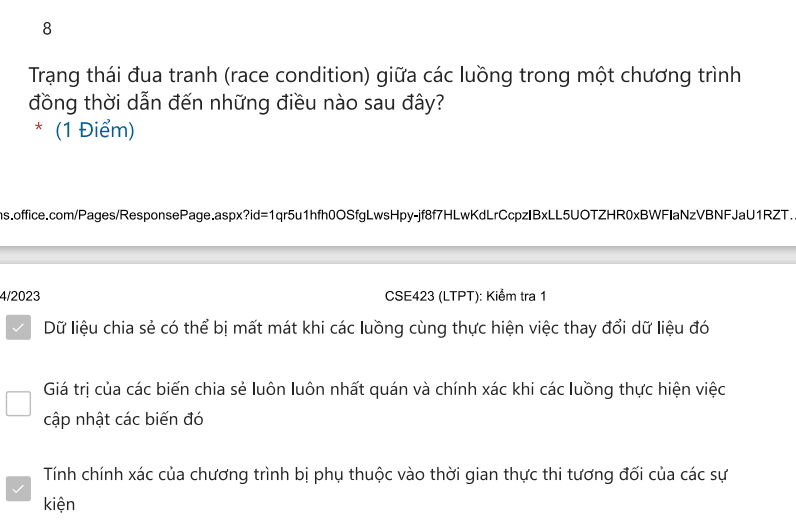 8
Trạng thái đua tranh (race condition) giữa các luồng trong một chương trình
đồng thời dẫn đến những điều nào sau đây?
* (1 Điểm)
ns.office.com/Pages/ResponsePage.aspx?id=1qr5u1hfh0OSfgLwsHpy-jf8f7HLwKdLrCcpzIBxLL5UOTZHR0xBWFlaNzVBNFJaU1RZT…
4/2023
CSE423 (LTPT): Kiểm tra 1
Dữ liệu chia sẻ có thể bị mất mát khi các luồng cùng thực hiện việc thay đổi dữ liệu đó
Giá trị của các biến chia sẻ luôn luôn nhất quán và chính xác khi các luồng thực hiện việc
cập nhật các biến đó
Tính chính xác của chương trình bị phụ thuộc vào thời gian thực thi tương đối của các sự
kiện